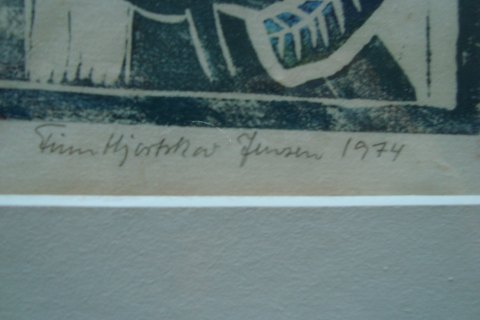 Finn Hjortskov Jensen 1974